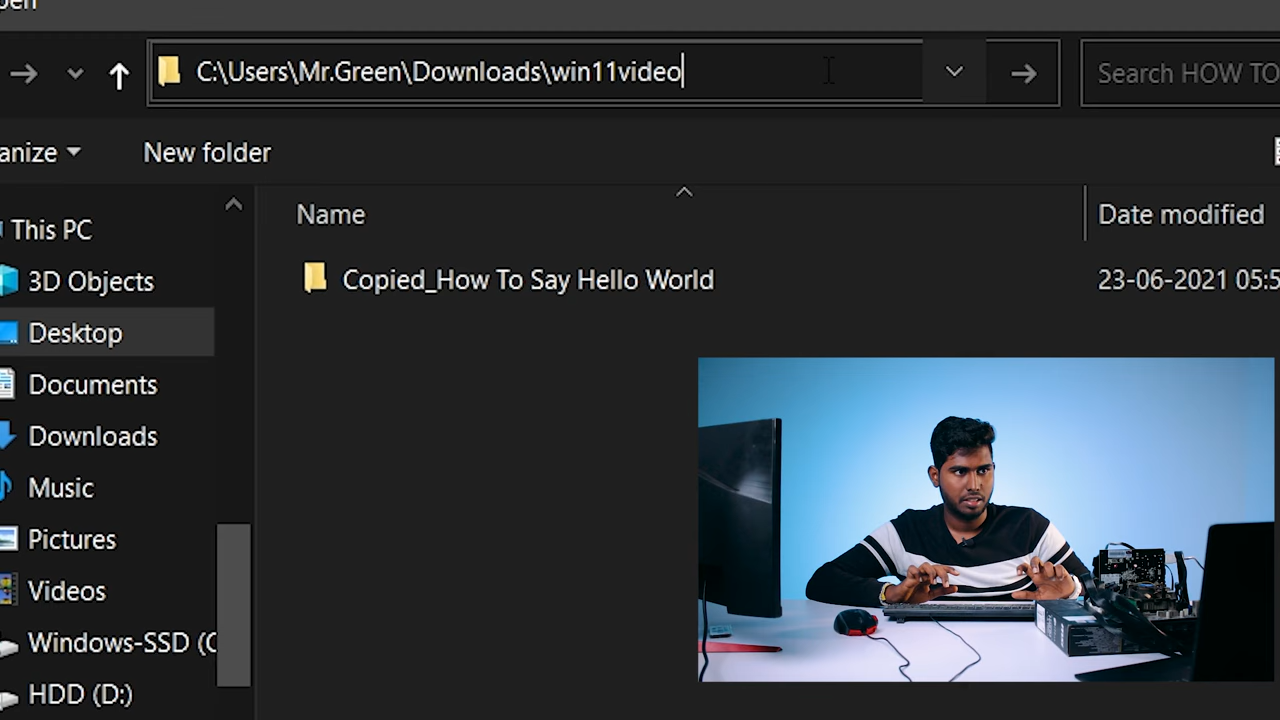 C:\Users\Mr.Green\Downloads\win11video
Search HOW TO
anize
New folder
Name
Date modified
This PC
3D Objects
Copied_How To Say Hello World
23-06-2021 05:5
Desktop
Documents
Downloads
Music
Pictures
Videos
Windows-SSD (C
HDD (D:)